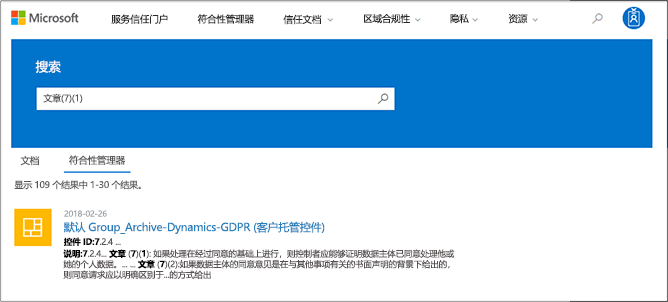 Microsoft 服务信任门户 符合性管理器 信任文档 区域合规性 隐私 资源
搜索
文章(7)(1)
文档 符合性管理器
显示 109 个结果中 1-30 个结果。
2018-02-26
默认 Group_Archive-Dynamics-GDPR (客户托管控件)
控件 ID:7.2.4 ...
说明:7.2.4... 文章 (7)(1): 如果处理在经过同意的基础上进行，则控制者应能够证明数据主体已同意处理他或
她的个人数据。... ... 文章 (7)(2):如果数据主体的同意意见是在与其他事项有关的书面声明的背景下给出的，
则同意请求应以明确区别于...的方式给出